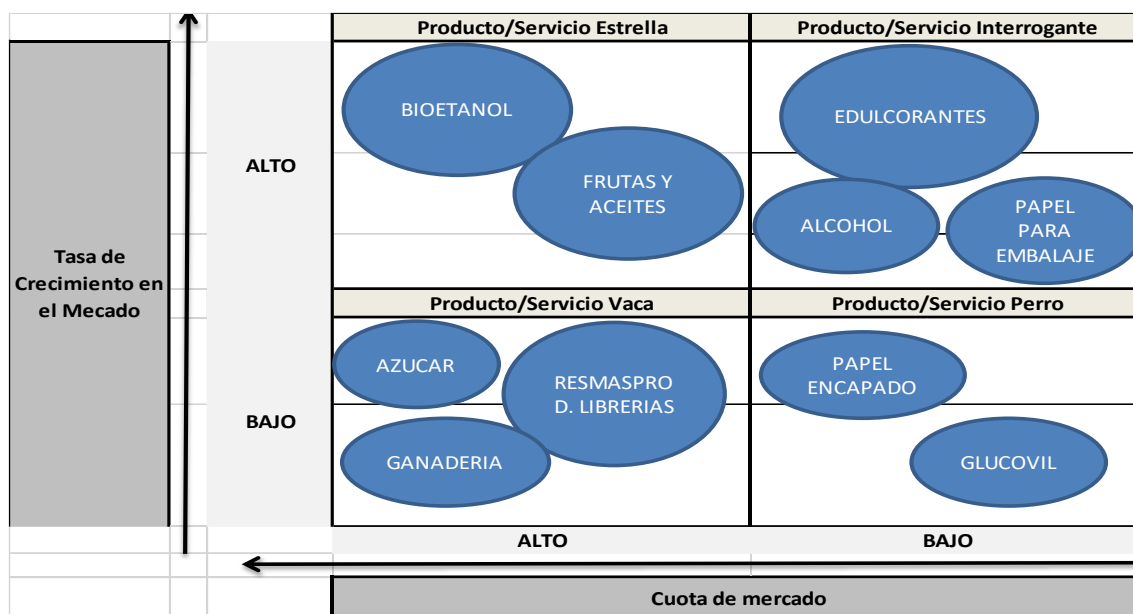 Producto/Servicio Estrella
Producto/Servicio Interrogante
BIOETANOL
EDULCORANTES
ALTO
FRUTAS Y
ACEITES
ALCOHOL
PAPEL
PARA
EMBALAJE
Tasa de
Crecimiento en
el Mecado
Producto/Servicio Vaca
Producto/Servicio Perro
AZUCAR
RESMASPRO
D. LIBRERIAS
PAPEL
ENCAPADO
BAJO
GANADERIA
GLUCOVIL
ALTO
BAJO
Cuota de mercado